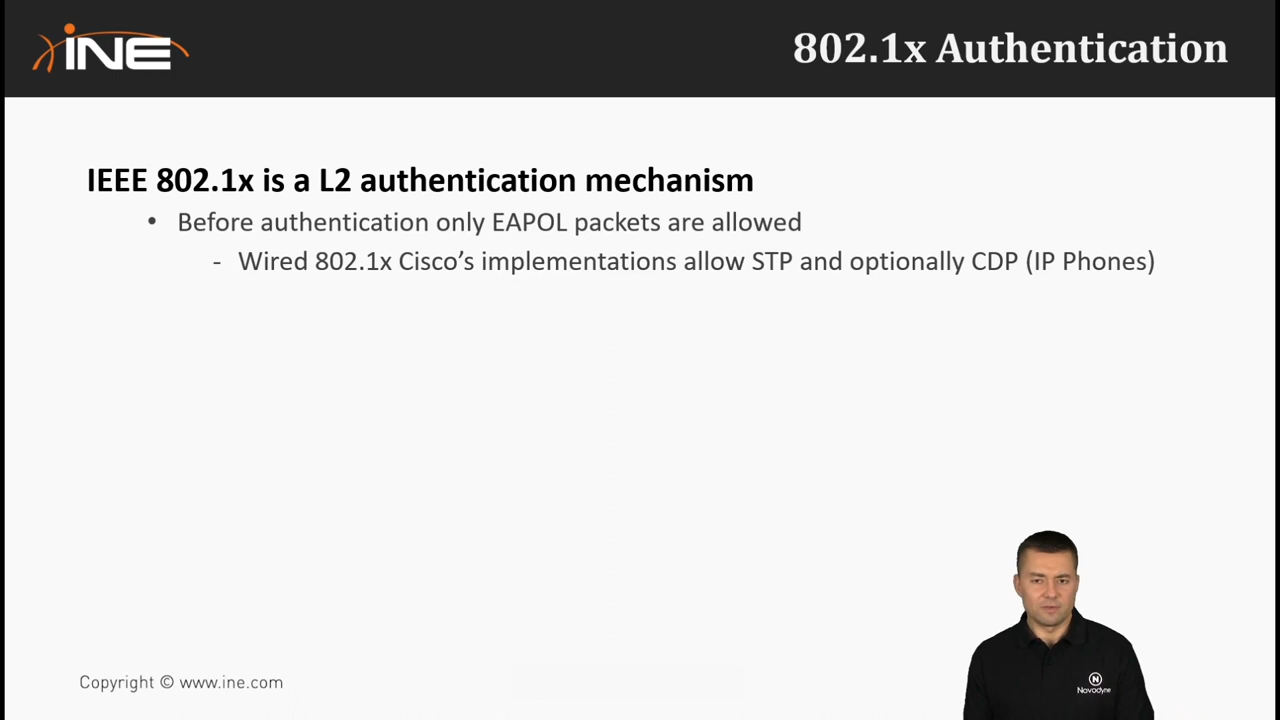 INE
802.1x Authentication
IEEE 802.1x is a L2 authentication mechanism
• Before authentication only EAPOL packets are allowed
- Wired 802.1x Cisco’s implementations allow STP and optionally CDP (IP Phones)
N
Novodyne
Copyright © www.ine.com